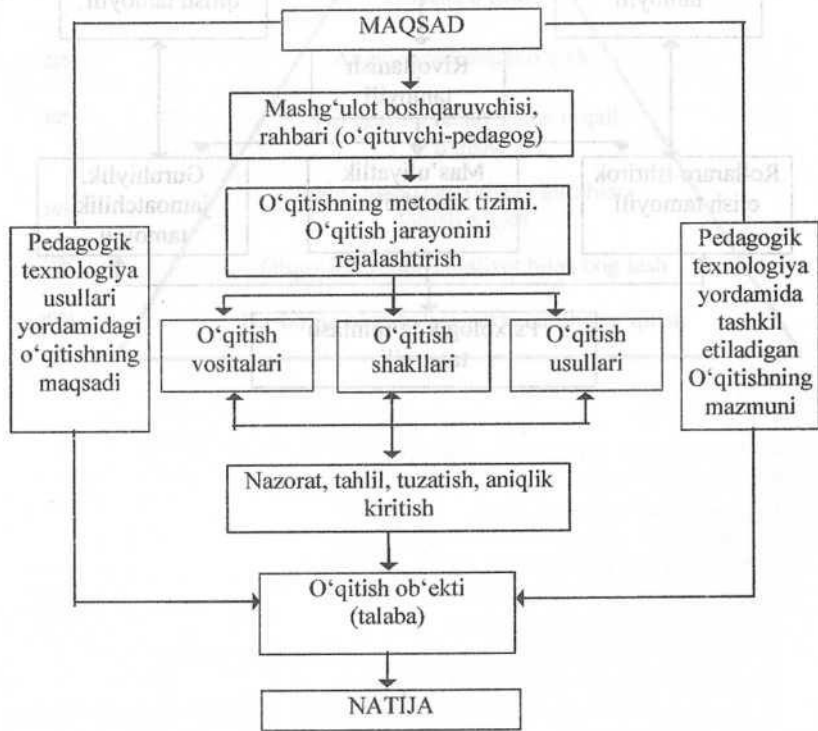 MAQSAD
Mashg‘ulot boshqaruvchisi,
rahbari (o‘qituvchi-pedagog)
O‘qitishning metodik tizimi.
O‘qitish jarayonini
rejalashtirish
Pedagogik
texnologiya
usullari
yordamidagi
o‘qitishning
maqsadi
Pedagogik
texnologiya
yordamida
tashkil
etiladigan
O‘qitishning
mazmuni
O‘qitish
vositalari
O‘qitish
shakllari
O‘qitish
usullari
Nazorat, tahlil, tuzatish, aniqlik
kiritish
O‘qitish ob‘ekti
(talaba)
NATIJA